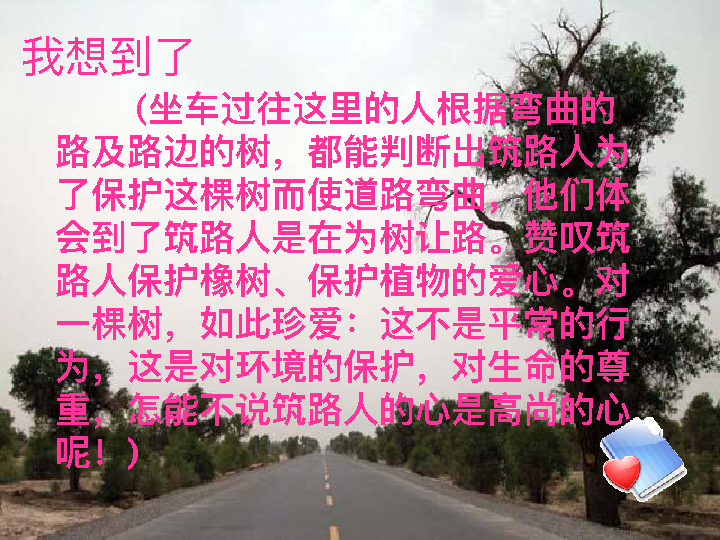 我想到了
（坐车过往这里的人根据弯曲的
路及路边的树，都能判断出筑路人为
了保护这棵树而使道路弯曲，他们体
会到了筑路人是在为树让路。赞叹筑
路人保护橡树、保护植物的爱心。对
一棵树，如此珍爱：这不是平常的行
为，这是对环境的保护，对生命的尊
重，怎能不说筑路人的心是高尚的心
呢！）